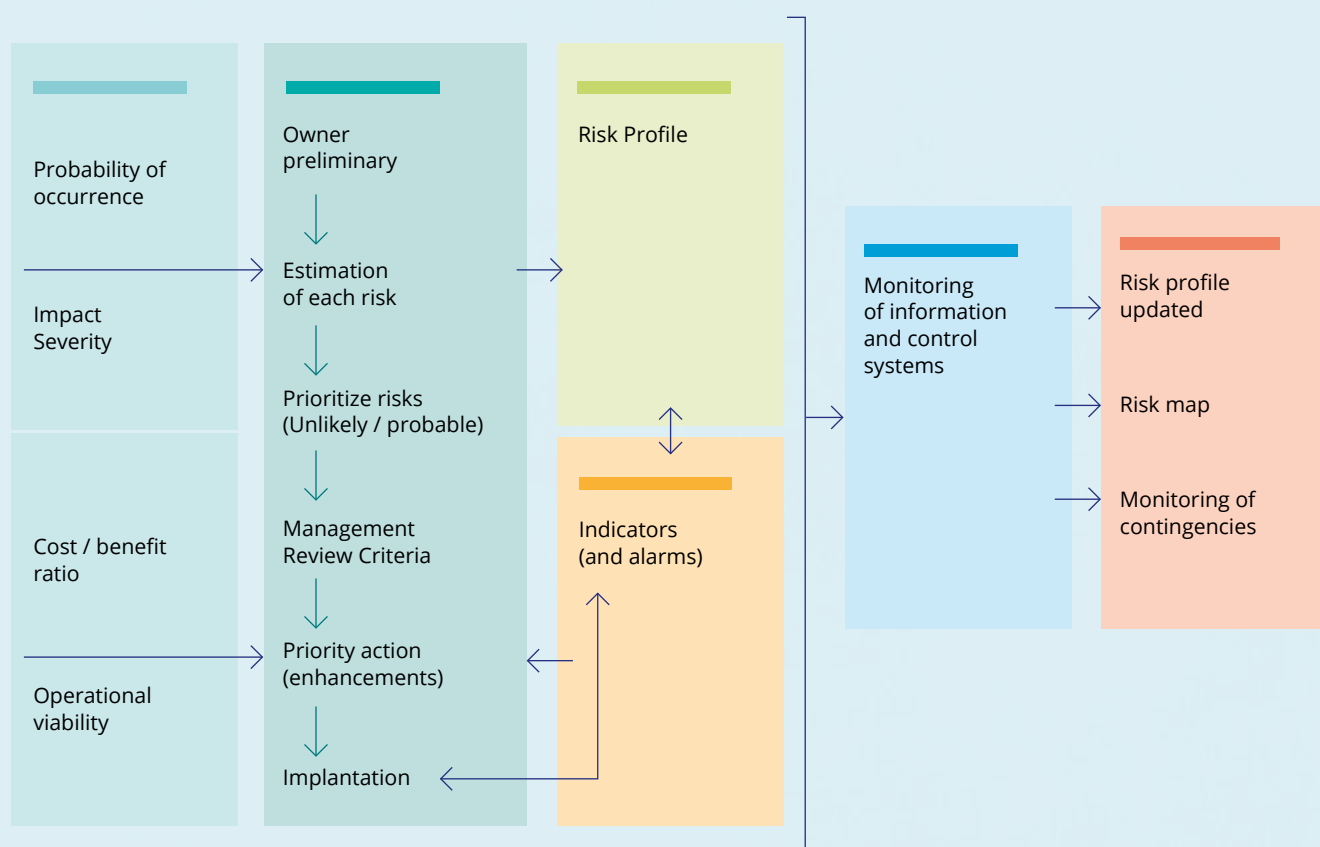 Probability of
occurrence
Impact
Severity
Cost / benefit
ratio
Operational
viability
Owner
preliminary
Estimation
of each risk
Prioritize risks
(Unlikely / probable)
Management
Review Criteria
Priority action
(enhancements)
Implantation
Risk Profile
Indicators
(and alarms)
Monitoring
of information
and control
systems
Risk profile
updated
Risk map
Monitoring of
contingencies